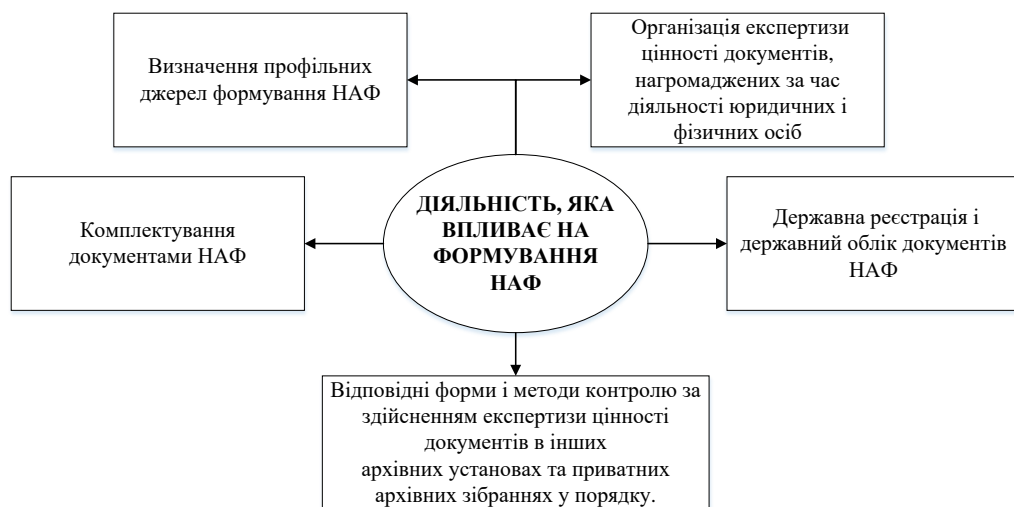 Визначення профільних
джерел формування НАФ
Організація експертизи
цінності документів,
нагромаджених за час
діяльності юридичних і
фізичних осіб
Комплектування
документами НАФ
ДІЯЛЬНІСТЬ, ЯКА
ВПЛИВАЄ НА
ФОРМУВАННЯ
НАФ
Державна реєстрація і
державний облік документів
НАФ
Відповідні форми і методи контролю за
здійсненням експертизи цінності
документів в інших
архівних установах та приватних
архівних зібраннях у порядку.